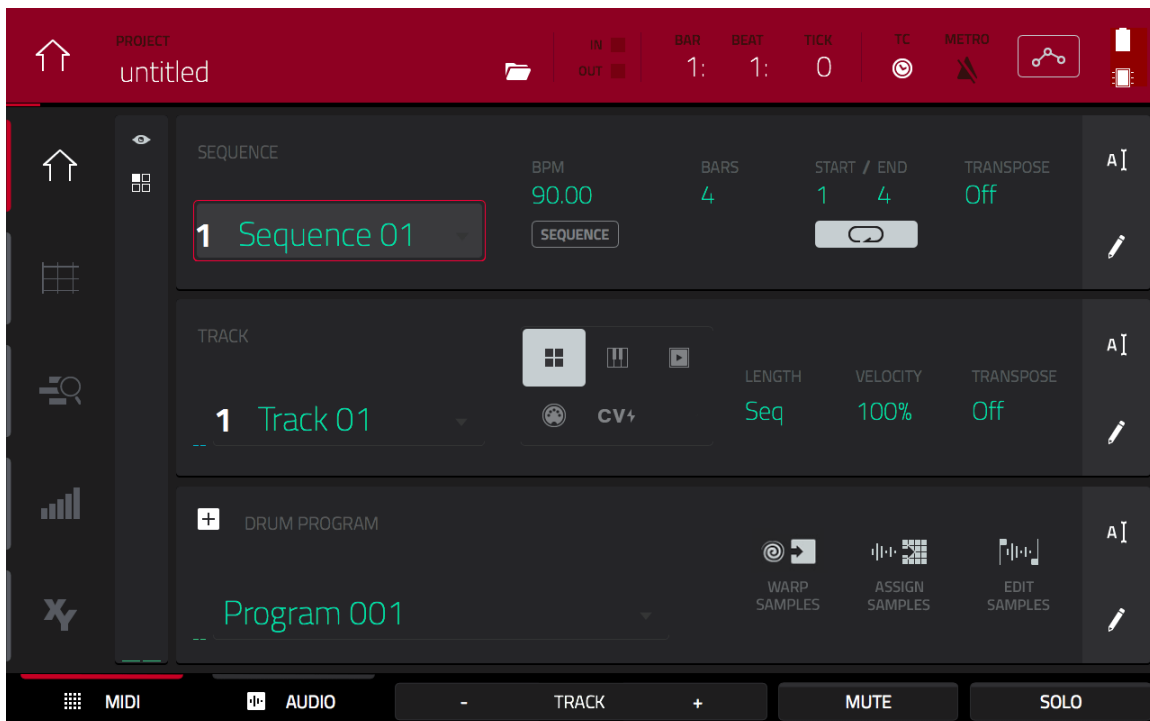 PROJECT
untitled
IN
OUT
BAR BEAT TICK TC METRO
1: 1: 0
SEQUENCE
1 Sequence 01
BPM BARS START / END TRANSPOSE
90.00 4 1 4 Off
SEQUENCE
A
TRACK
1 Track 01
CV
LENGTH VELOCITY TRANSPOSE
Seq 100% Off
A
DRUM PROGRAM
Program 001
WARP SAMPLES
ASSIGN SAMPLES
EDIT SAMPLES
A
XY
MIDI AUDIO - TRACK + MUTE SOLO